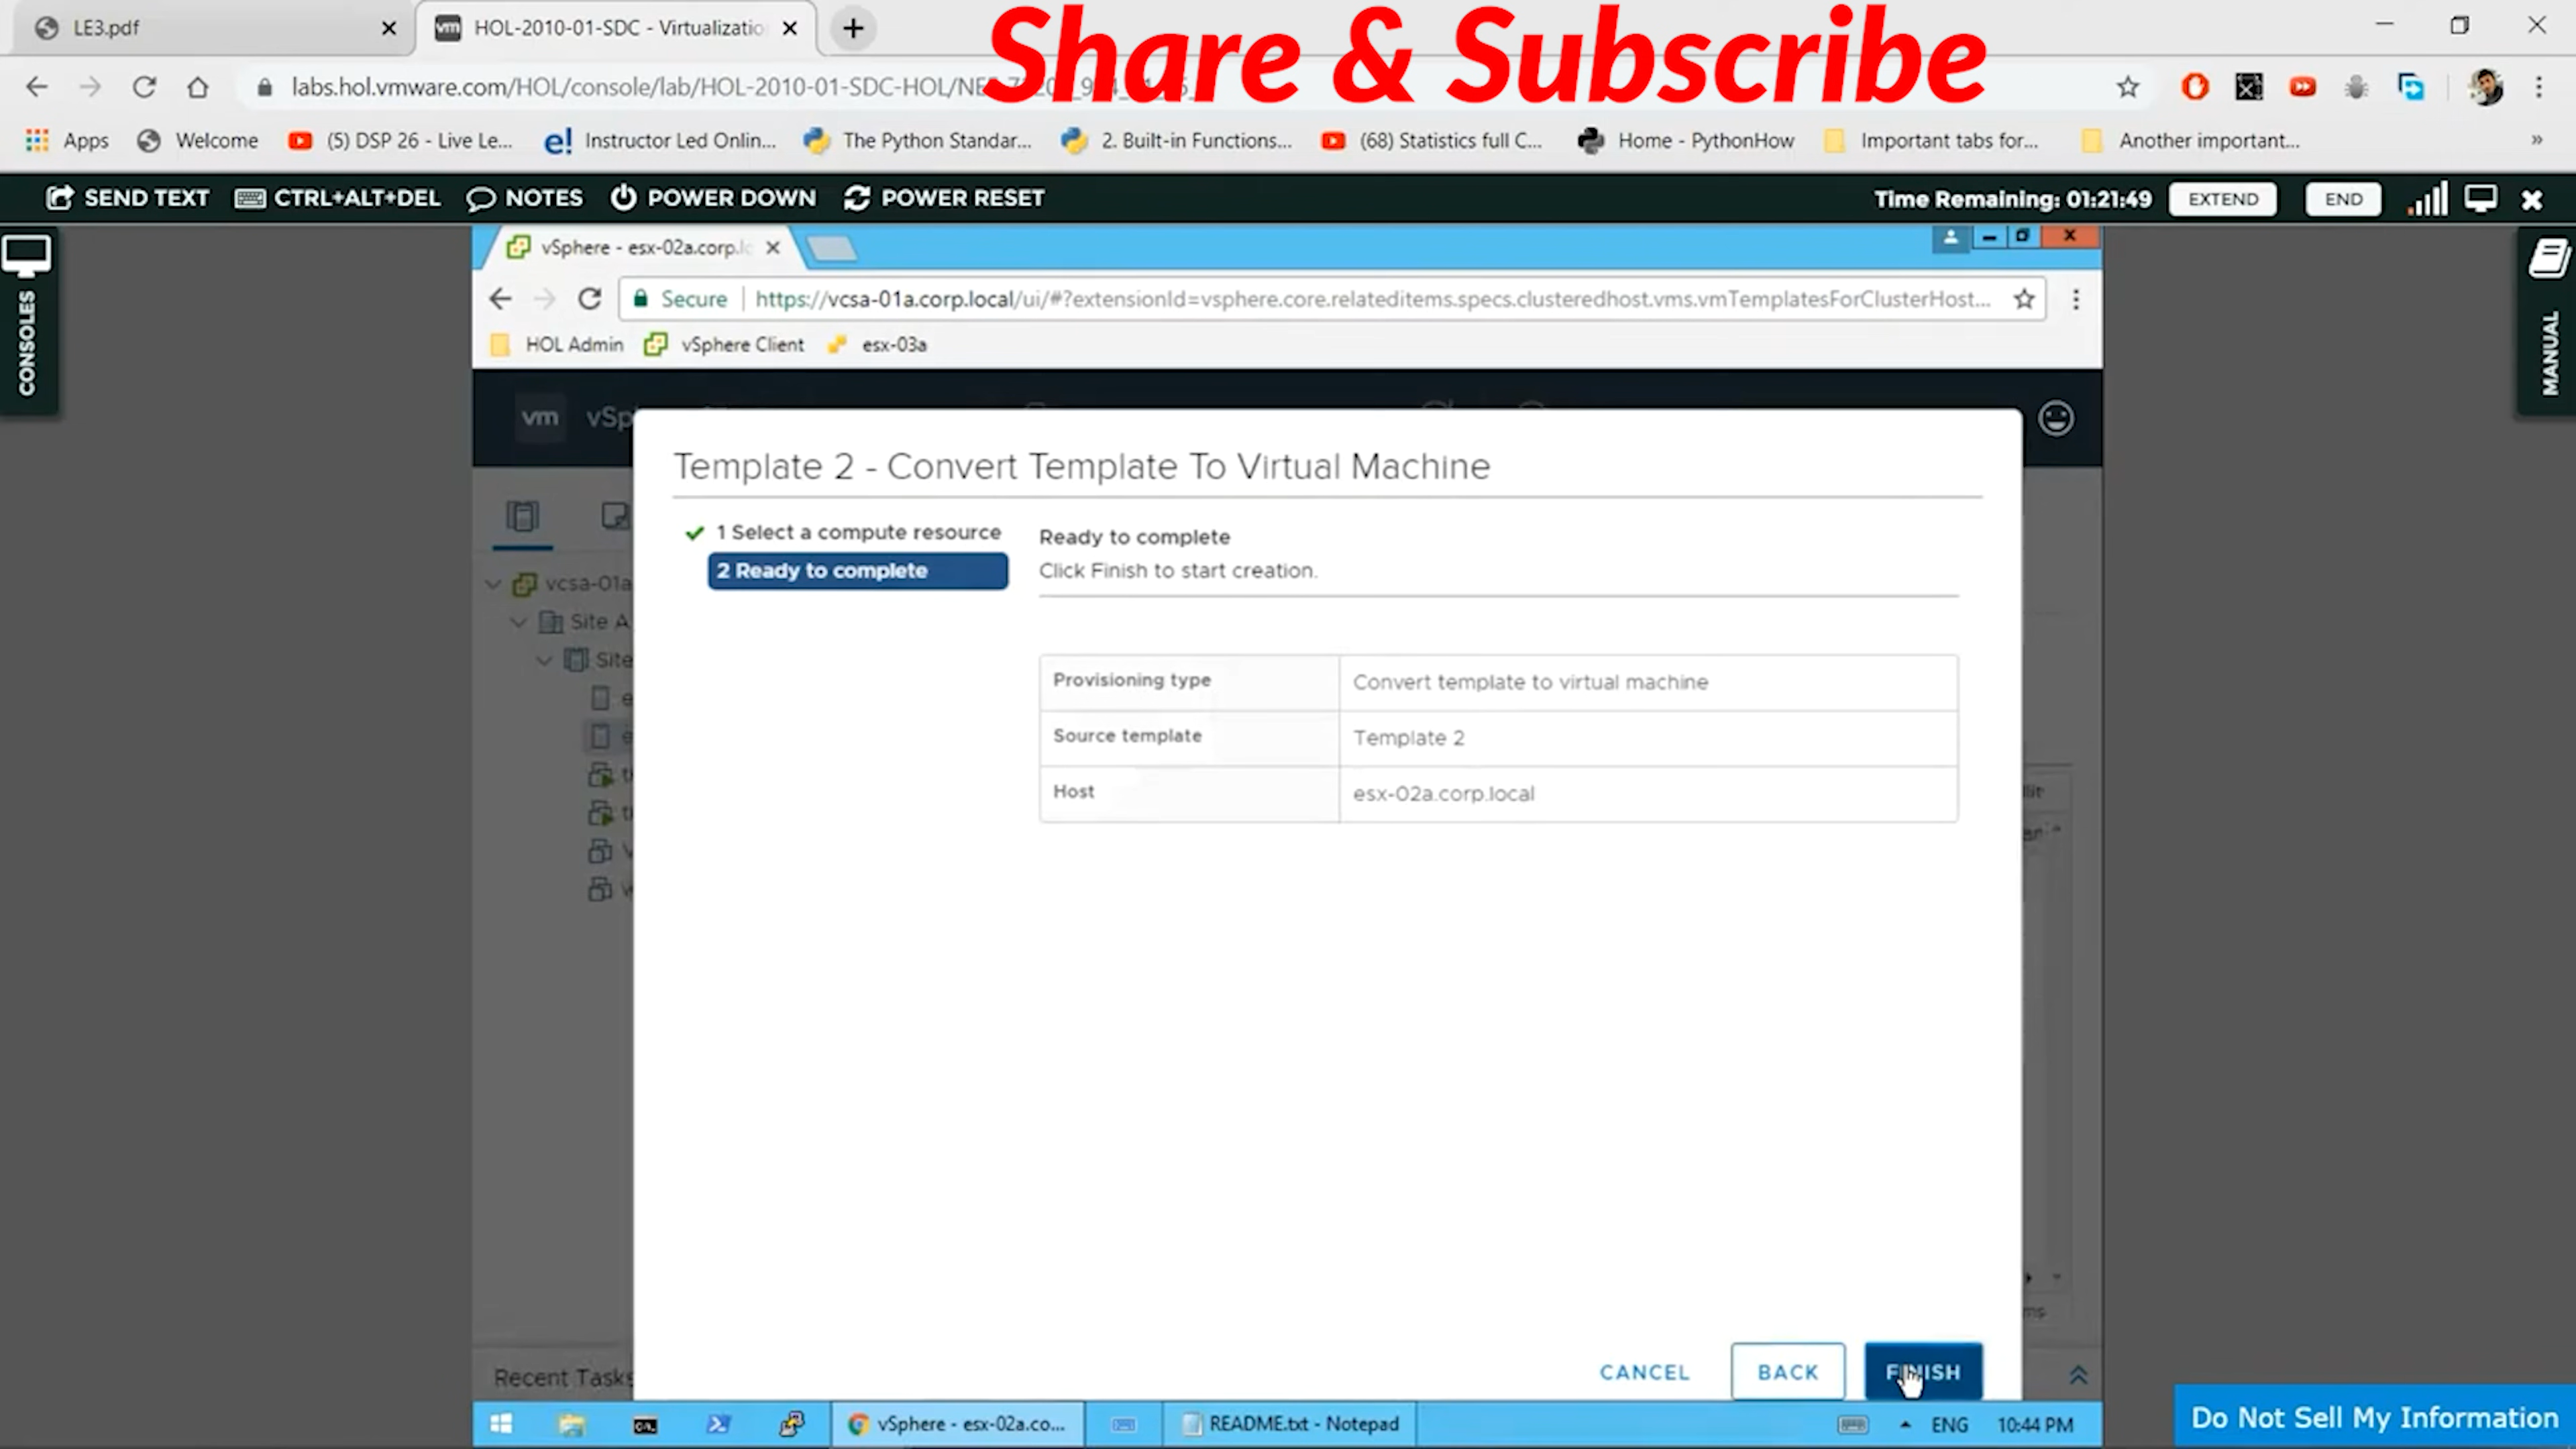 LE3.pdf
HOL-2010-01-SDC - Virtualizatio
Share & Subscribe
labs.hol.vmware.com/HOL/console/lab/HOL-2010-01-SDC-HOL/
Apps
Welcome
(5) DSP 26 - Live Le...
Instructor Led Onlin...
The Python Standar...
2. Built-in Functions...
(68) Statistics full C...
Home - PythonHow
Important tabs for...
Another important...
SEND TEXT
CTRL+ALT+DEL
NOTES
POWER DOWN
POWER RESET
Time Remaining: 01:21:49
EXTEND
END
CONSOLES
MANUAL
vSphere - esx-02a.corp.lo
Secure
https://vcsa-01a.corp.local/ui/#?extensionId=vsphere.core.relateditems.specs.clusteredhost.vms.vmTemplatesForClusterHost...
HOL Admin
vSphere Client
esx-03a
vm
vSp
Template 2 - Convert Template To Virtual Machine
1 Select a compute resource
2 Ready to complete
Ready to complete
Click Finish to start creation.
Provisioning type
Convert template to virtual machine
Source template
Template 2
Host
esx-02a.corp.local
vcsa-01a
Site A
Site
CANCEL
BACK
FINISH
Recent Tasks
vSphere - esx-02a.co...
README.txt - Notepad
ENG
10:44 PM
Do Not Sell My Information